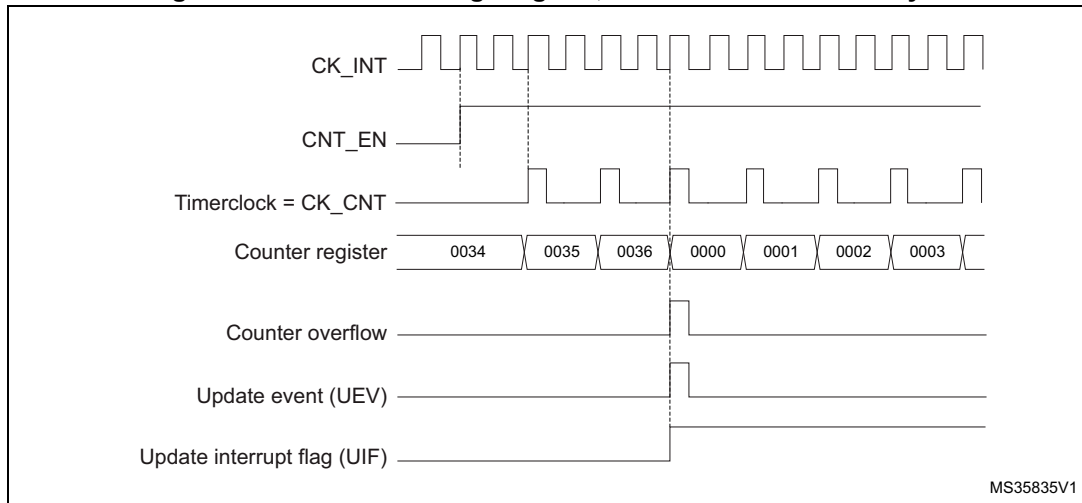 CK_INT
CNT_EN
Timerclock = CK_CNT
Counter register 0034 0035 0036 0000 0001 0002 0003
Counter overflow
Update event (UEV)
Update interrupt flag (UIF)
MS35835V1